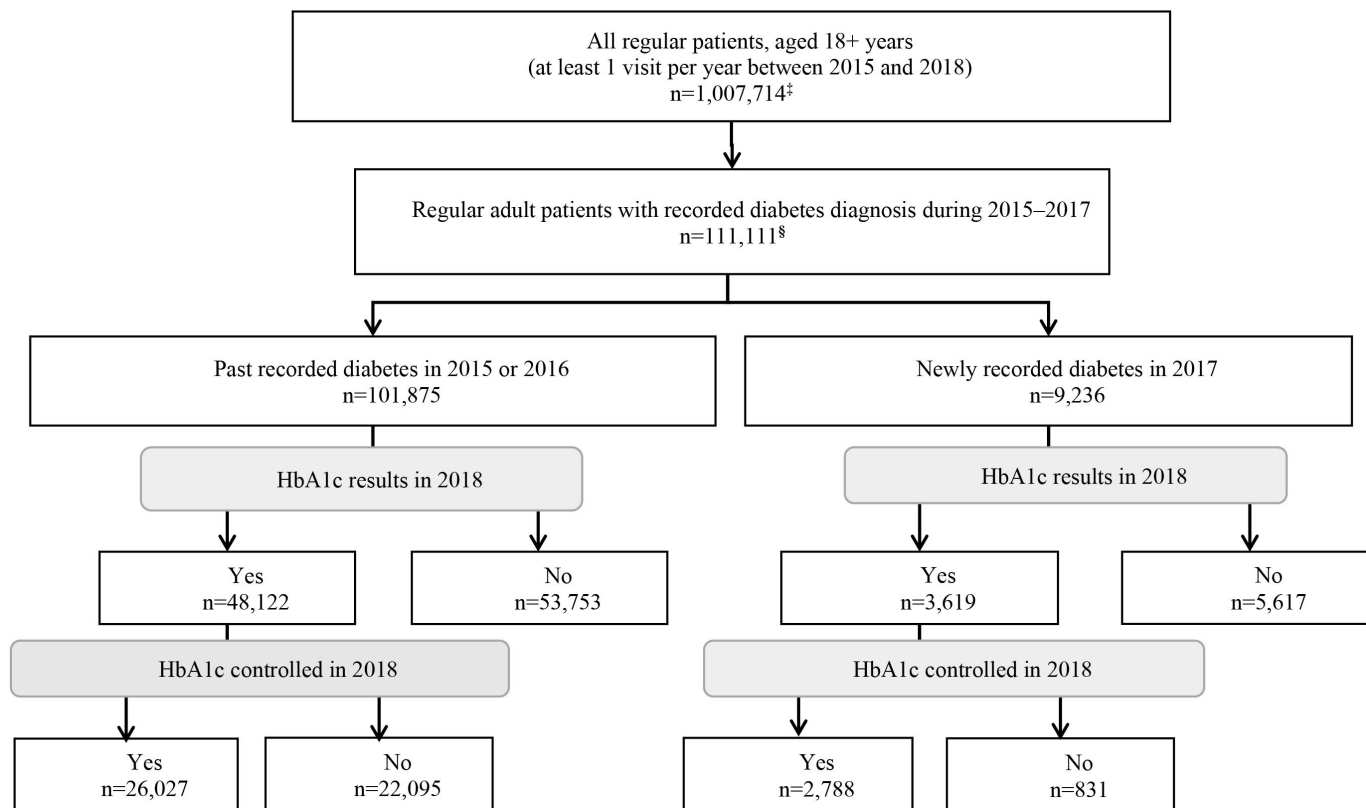 All regular patients, aged 18+ years
(at least 1 visit per year between 2015 and 2018)
n=1,007,714‡
Regular adult patients with recorded diabetes diagnosis during 2015–2017
n=111,111§
Past recorded diabetes in 2015 or 2016
n=101,875
Newly recorded diabetes in 2017
n=9,236
HbA1c results in 2018
HbA1c results in 2018
Yes
n=48,122
No
n=53,753
Yes
n=3,619
No
n=5,617
HbA1c controlled in 2018
HbA1c controlled in 2018
Yes
n=26,027
No
n=22,095
Yes
n=2,788
No
n=831